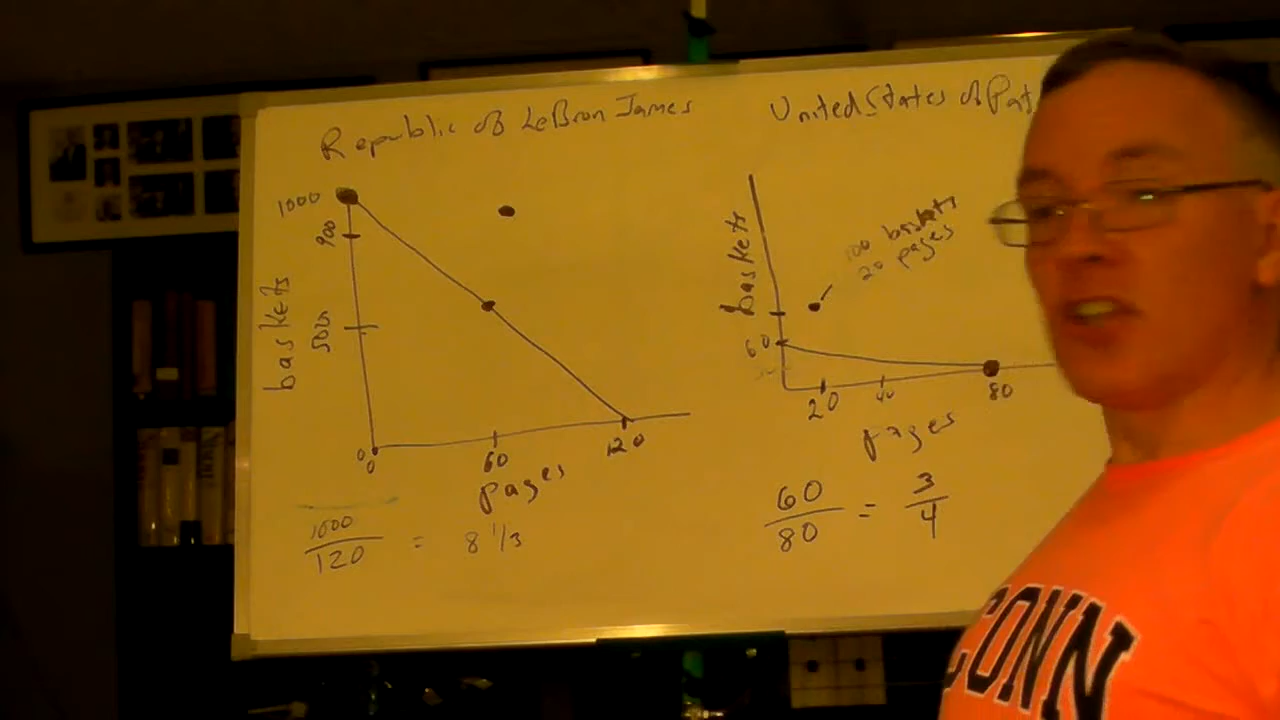 Republic of LeBron James
1000
900
500
baskets
0
0
60
120
pages
1000
120
= 8 1/3
United States of Pat
baskets
100 baskets
20 pages
60
20
40
80
pages
60
80
=
3
4
CONN